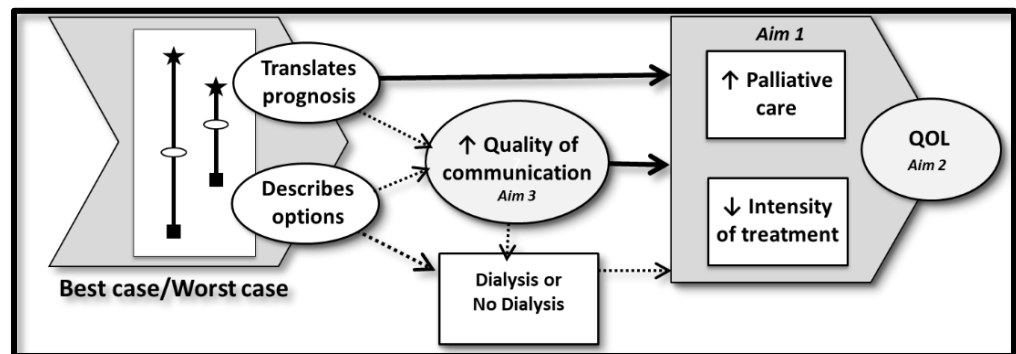 Translates
prognosis
Describes
options
Best case/Worst case
↑ Quality of
communication
Aim 3
Dialysis or
No Dialysis
Aim 1
↑ Palliative
care
↓ Intensity
of treatment
QOL
Aim 2